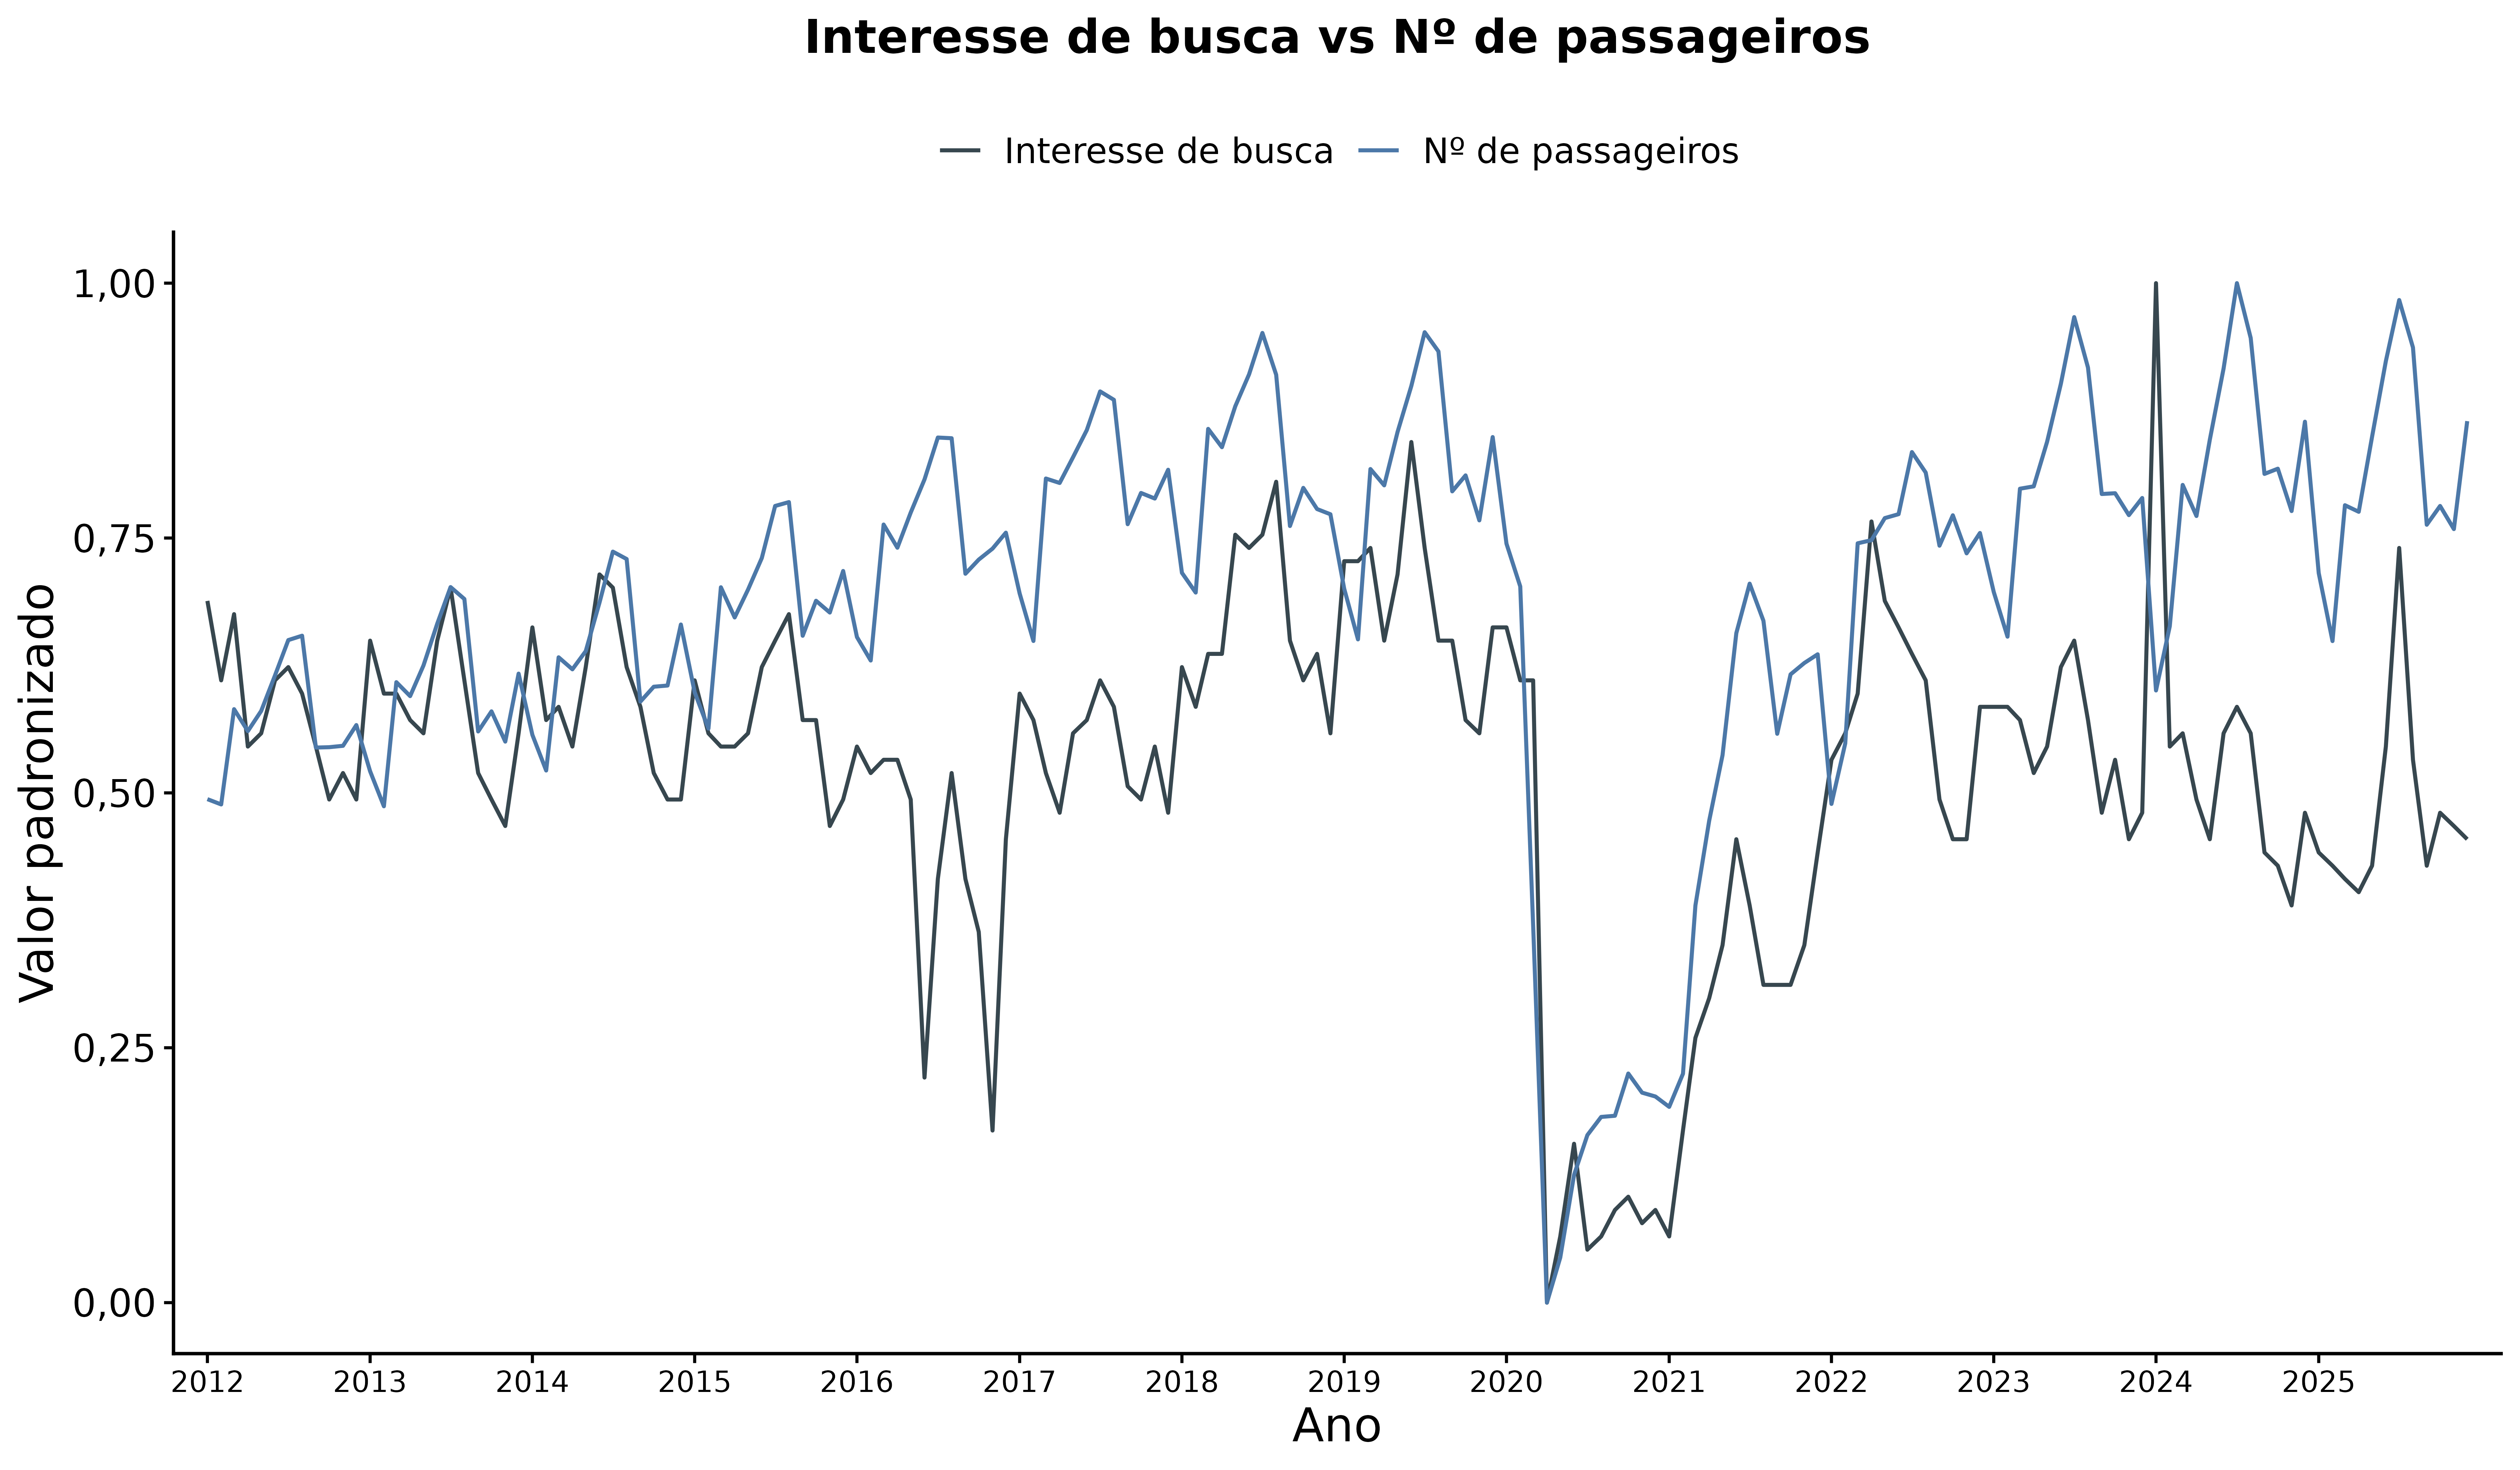 Interesse de busca vs Nº de passageiros
Interesse de busca Nº de passageiros
Valor padronizado
1,00
0,75
0,50
0,25
0,00
2012 2013 2014 2015 2016 2017 2018 2019 2020 2021 2022 2023 2024 2025
Ano